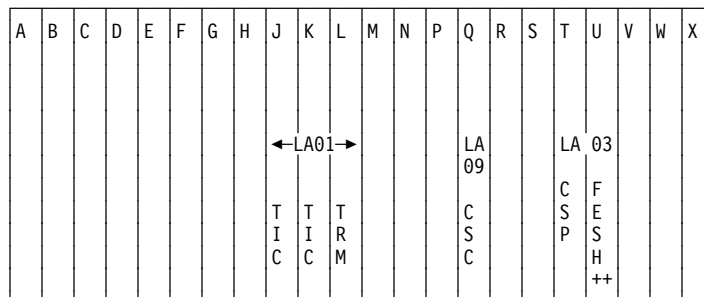 A B C D E F G H J K L M N P Q R S T U V W X
LA01 LA LA 03
09
C F
T T T C S E
I I R S P S
C C M C H
++